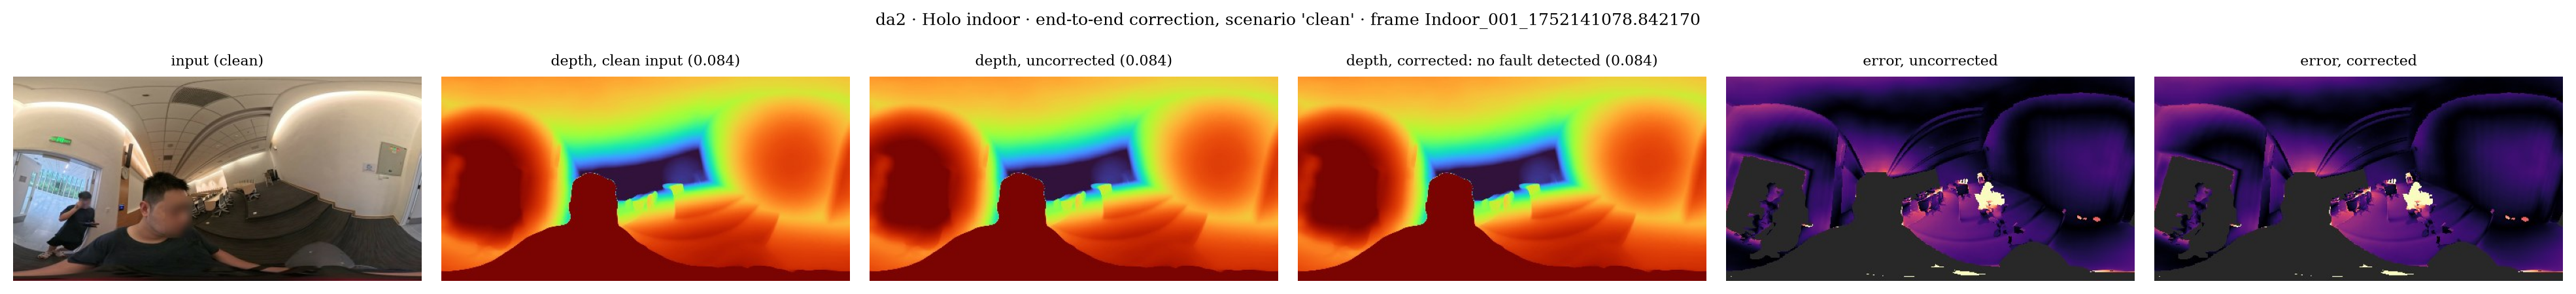 da2 · Holo indoor · end-to-end correction, scenario 'clean' · frame Indoor_001_1752141078.842170
input (clean)
depth, clean input (0.084)
depth, uncorrected (0.084)
depth, corrected: no fault detected (0.084)
error, uncorrected
error, corrected